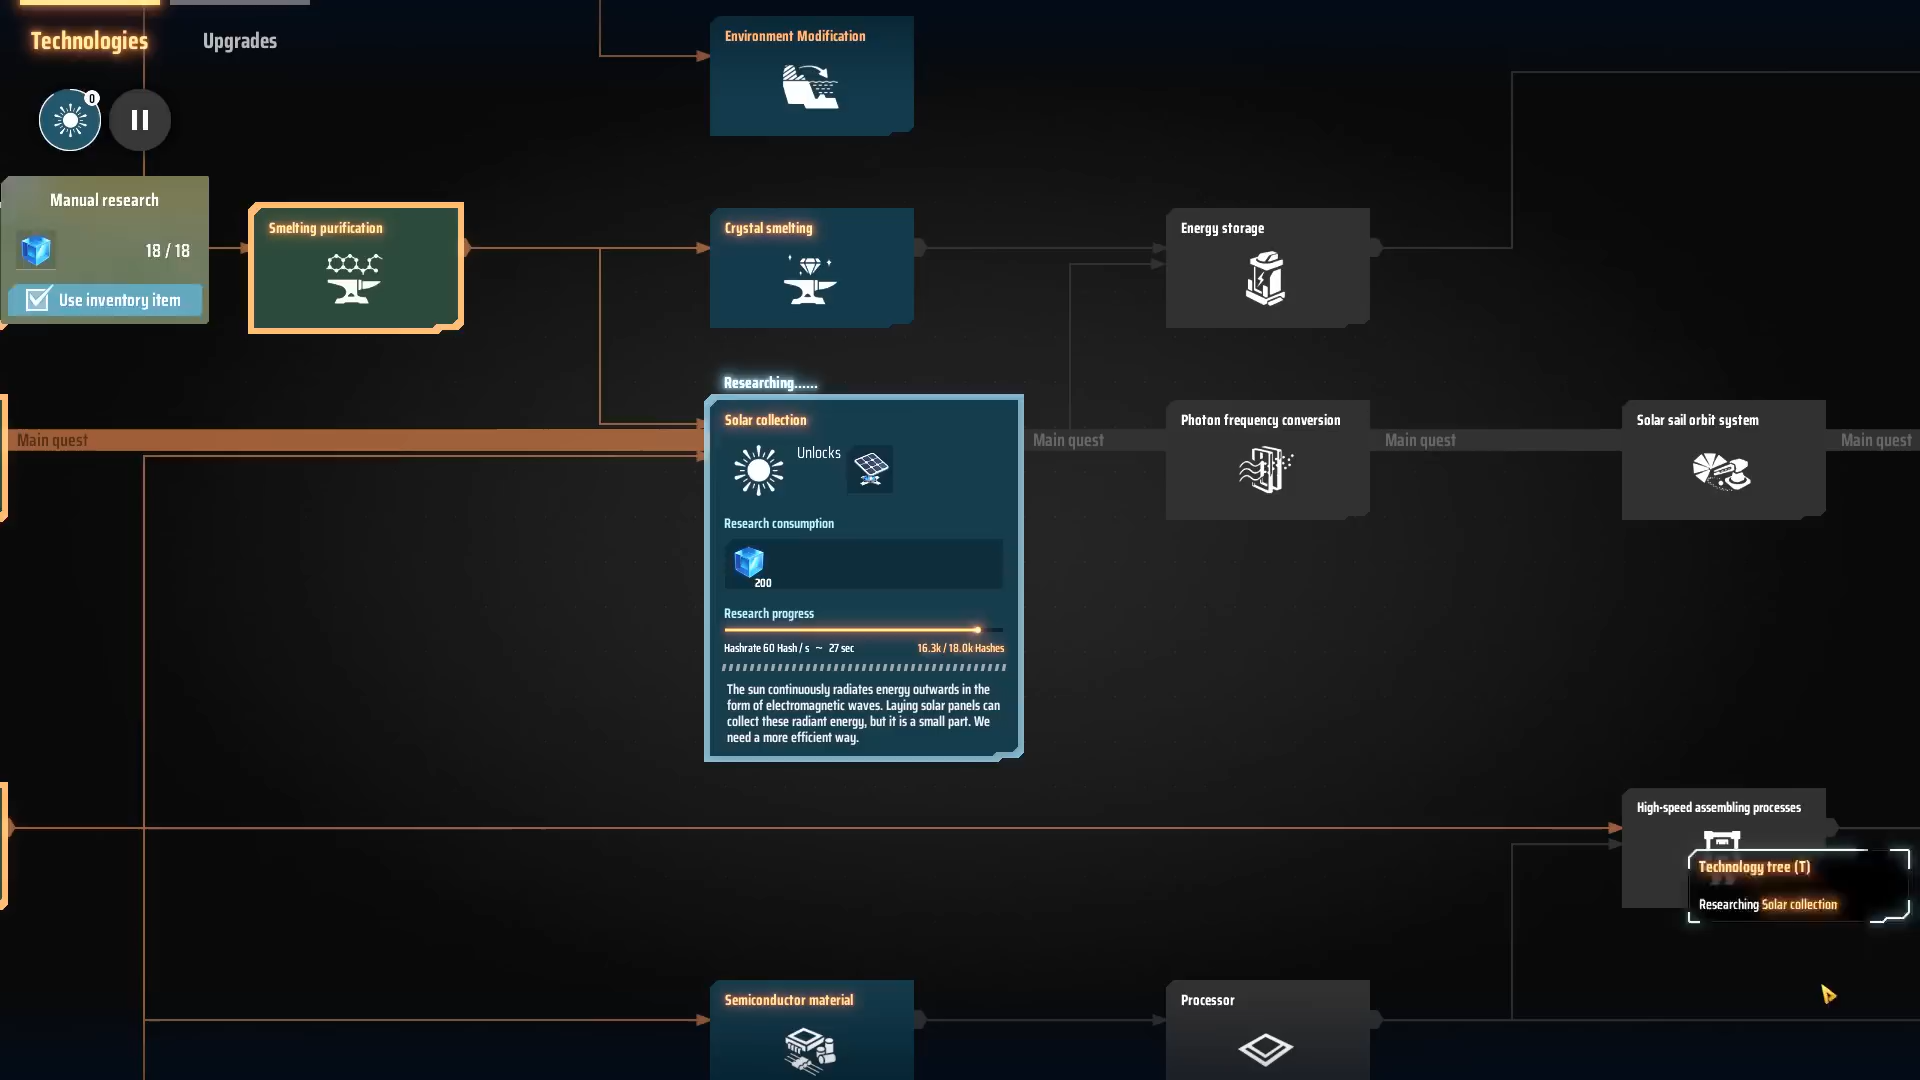 Technologies
Upgrades
0
Manual research
18 / 18
Use inventory item
Environment Modification
Smelting purification
Crystal smelting
Energy storage
Researching......
Main quest
Solar collection
Unlocks
Research consumption
200
Research progress
Hashrate 60 Hash / s ~ 27 sec
16.3k / 18.0k Hashes
The sun continuously radiates energy outwards in the
form of electromagnetic waves. Laying solar panels can
collect these radiant energy, but it is a small part. We
need a more efficient way.
Main quest
Photon frequency conversion
Main quest
Solar sail orbit system
Main quest
High-speed assembling processes
Technology tree (T)
Researching Solar collection
Semiconductor material
Processor